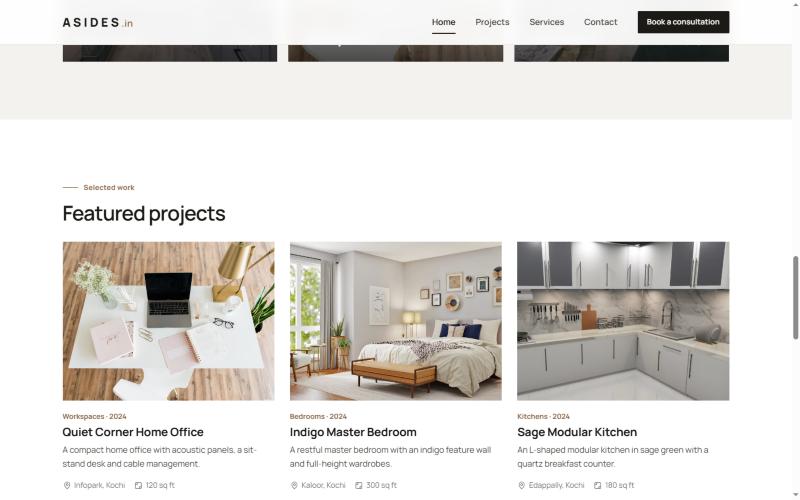 ASIDES.in
Home Projects Services Contact Book a consultation
Selected work
Featured projects
Workspaces · 2024
Quiet Corner Home Office
A compact home office with acoustic panels, a sit-
stand desk and cable management.
Infopark, Kochi 120 sq ft
Bedrooms · 2024
Indigo Master Bedroom
A restful master bedroom with an indigo feature wall
and full-height wardrobes.
Kaloor, Kochi 300 sq ft
Kitchens · 2024
Sage Modular Kitchen
An L-shaped modular kitchen in sage green with a
quartz breakfast counter.
Edappally, Kochi 180 sq ft